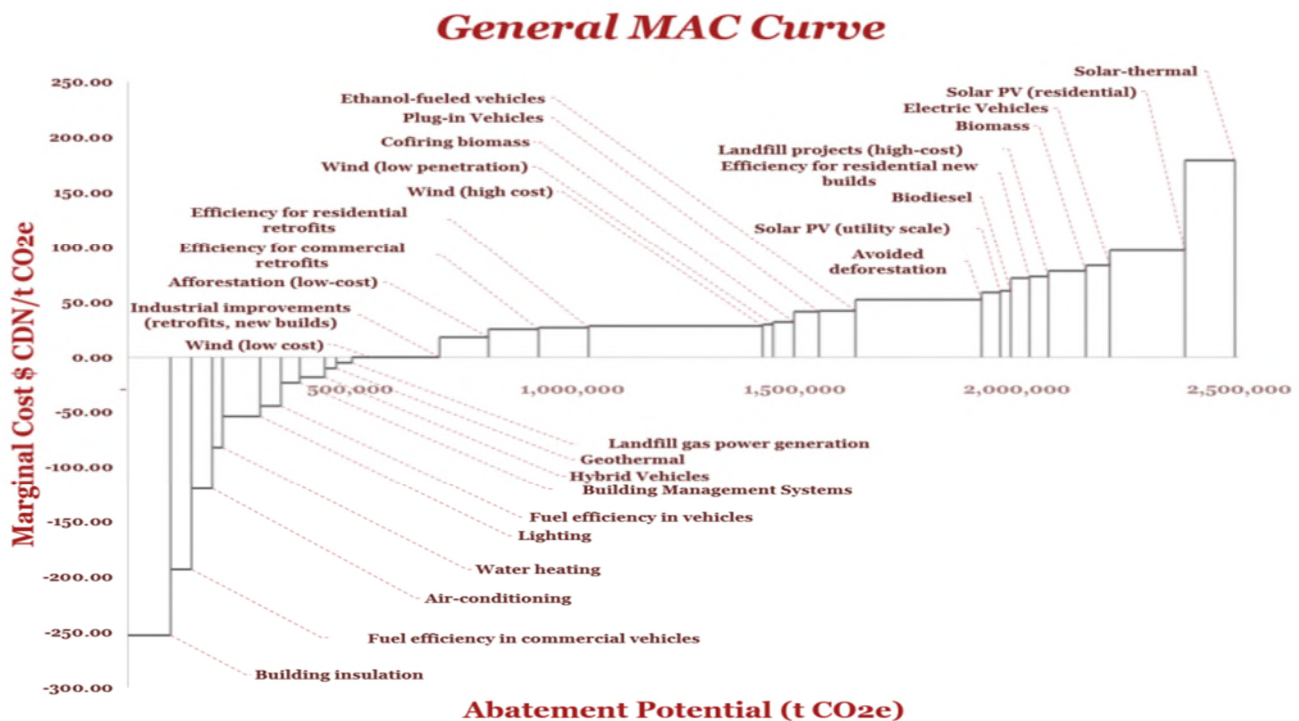 General MAC Curve
250.00
200.00
150.00
100.00
50.00
0.00
-50.00
-100.00
-150.00
-200.00
-250.00
-300.00
Marginal Cost $ CDN/t CO2e
Solar-thermal
Solar PV (residential)
Electric Vehicles
Biomass
Landfill projects (high-cost)
Efficiency for residential new
builds
Biodiesel
Solar PV (utility scale)
Avoided
deforestation
Ethanol-fueled vehicles
Plug-in Vehicles
Cofiring biomass
Wind (low penetration)
Wind (high cost)
Efficiency for residential
retrofits
Efficiency for commercial
retrofits
Afforestation (low-cost)
Industrial improvements
(retrofits, new builds)
Wind (low cost)
-
500,000
1,000,000
1,500,000
2,000,000
2,500,000
Landfill gas power generation
Geothermal
Hybrid Vehicles
Building Management Systems
Fuel efficiency in vehicles
Lighting
Water heating
Air-conditioning
Fuel efficiency in commercial vehicles
Building insulation
Abatement Potential (t CO2e)